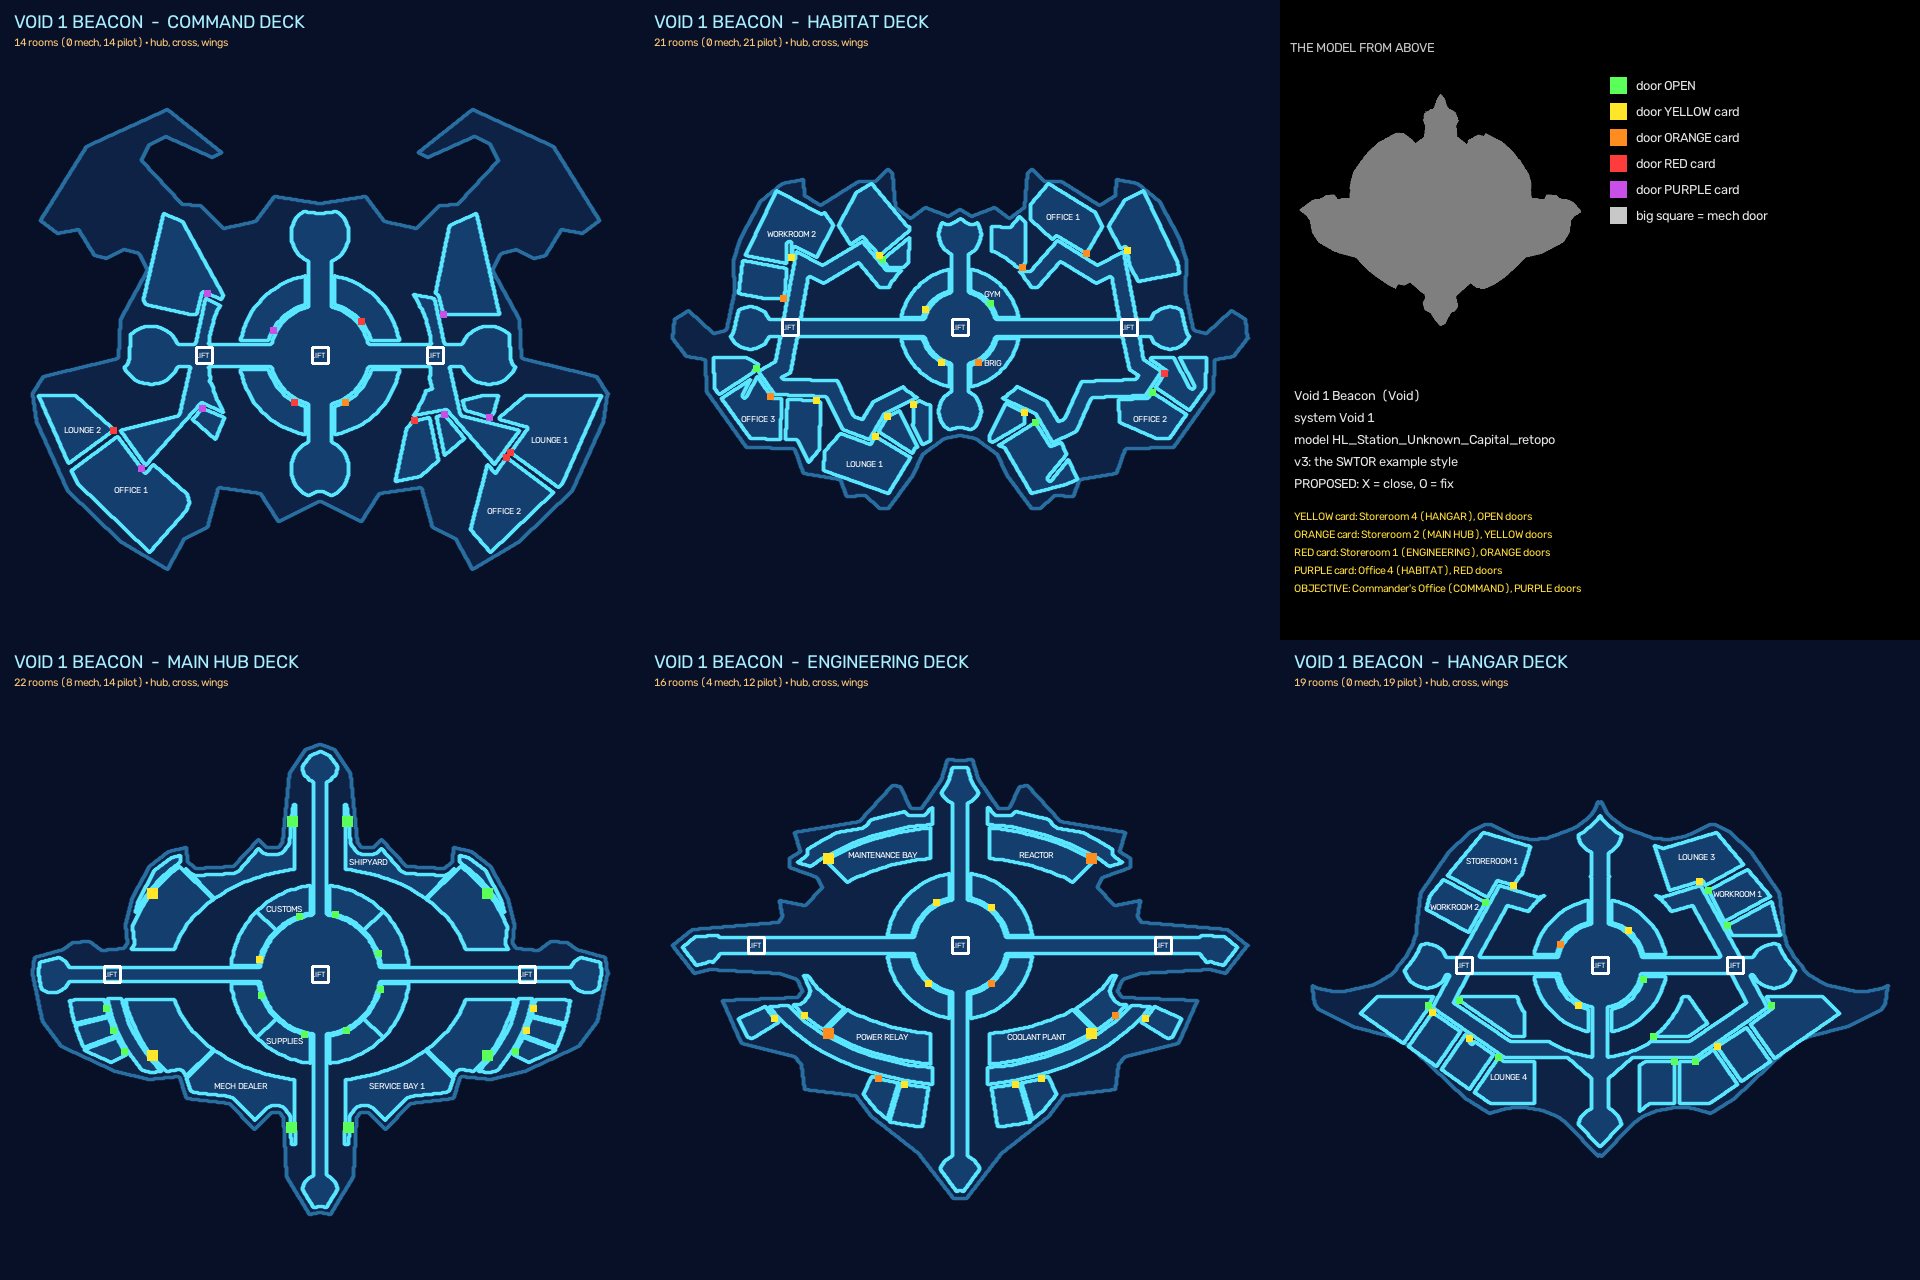 VOID 1 BEACON - COMMAND DECK
14 rooms (0 mech, 14 pilot) • hub, cross, wings
LIFT
LIFT
LIFT
LOUNGE 2
LOUNGE 1
OFFICE 1
OFFICE 2
VOID 1 BEACON - HABITAT DECK
21 rooms (0 mech, 21 pilot) • hub, cross, wings
OFFICE 1
WORKROOM 2
GYM
LIFT
LIFT
LIFT
BRIG
OFFICE 3
OFFICE 2
LOUNGE 1
THE MODEL FROM ABOVE
door OPEN
door YELLOW card
door ORANGE card
door RED card
door PURPLE card
big square = mech door
Void 1 Beacon (Void)
system Void 1
model HL_Station_Unknown_Capital_retopo
v3: the SWTOR example style
PROPOSED: X = close, O = fix
YELLOW card: Storeroom 4 (HANGAR), OPEN doors
ORANGE card: Storeroom 2 (MAIN HUB), YELLOW doors
RED card: Storeroom 1 (ENGINEERING), ORANGE doors
PURPLE card: Office 4 (HABITAT), RED doors
OBJECTIVE: Commander's Office (COMMAND), PURPLE doors
VOID 1 BEACON - MAIN HUB DECK
22 rooms (8 mech, 14 pilot) • hub, cross, wings
SHIPYARD
CUSTOMS
LIFT
LIFT
LIFT
SUPPLIES
MECH DEALER
SERVICE BAY 1
VOID 1 BEACON - ENGINEERING DECK
16 rooms (4 mech, 12 pilot) • hub, cross, wings
MAINTENANCE BAY
REACTOR
LIFT
LIFT
LIFT
POWER RELAY
COOLANT PLANT
VOID 1 BEACON - HANGAR DECK
19 rooms (0 mech, 19 pilot) • hub, cross, wings
STOREROOM 1
LOUNGE 3
WORKROOM 1
WORKROOM 2
LIFT
LIFT
LIFT
LOUNGE 4